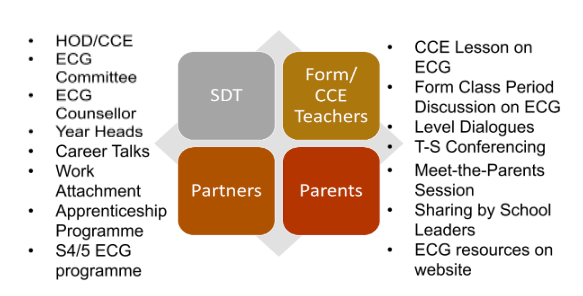 HOD/CCE
ECG
Committee
ECG
Counsellor
Year Heads
Career Talks
Work
Attachment
Apprenticeship
Programme
S4/5 ECG
programme
SDT
Form/
CCE
Teachers
Partners
Parents
CCE Lesson on
ECG
Form Class Period
Discussion on ECG
Level Dialogues
T-S Conferencing
Meet-the-Parents
Session
Sharing by School
Leaders
ECG resources on
website